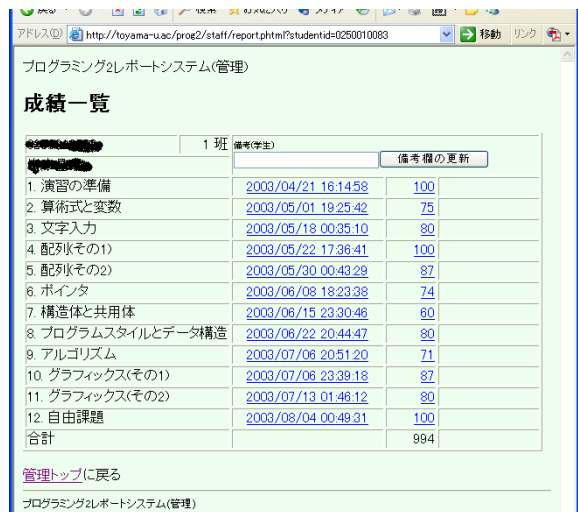 アドレス(D) http://toyama-u.ac/prog2/staff/report.phtml?studentid=0250010083 移動 リンク
プログラミング2レポートシステム(管理)
成績一覧
1 班 備考(学生)
備考欄の更新
1. 演習の準備 2003/04/21 16:14:58 100
2. 算術式と変数 2003/05/01 19:25:42 75
3. 文字入力 2003/05/18 00:35:10 80
4. 配列(その1) 2003/05/22 17:36:41 100
5. 配列(その2) 2003/05/30 00:43:29 87
6. ポインタ 2003/06/08 18:23:38 74
7. 構造体と共用体 2003/06/15 23:30:46 60
8. プログラムスタイルとデータ構造 2003/06/22 20:44:47 80
9. アルゴリズム 2003/07/06 20:51:20 71
10. グラフィックス(その1) 2003/07/06 23:39:18 87
11. グラフィックス(その2) 2003/07/13 01:46:12 80
12. 自由課題 2003/08/04 00:49:31 100
合計 994
管理トップに戻る
プログラミング2レポートシステム(管理)